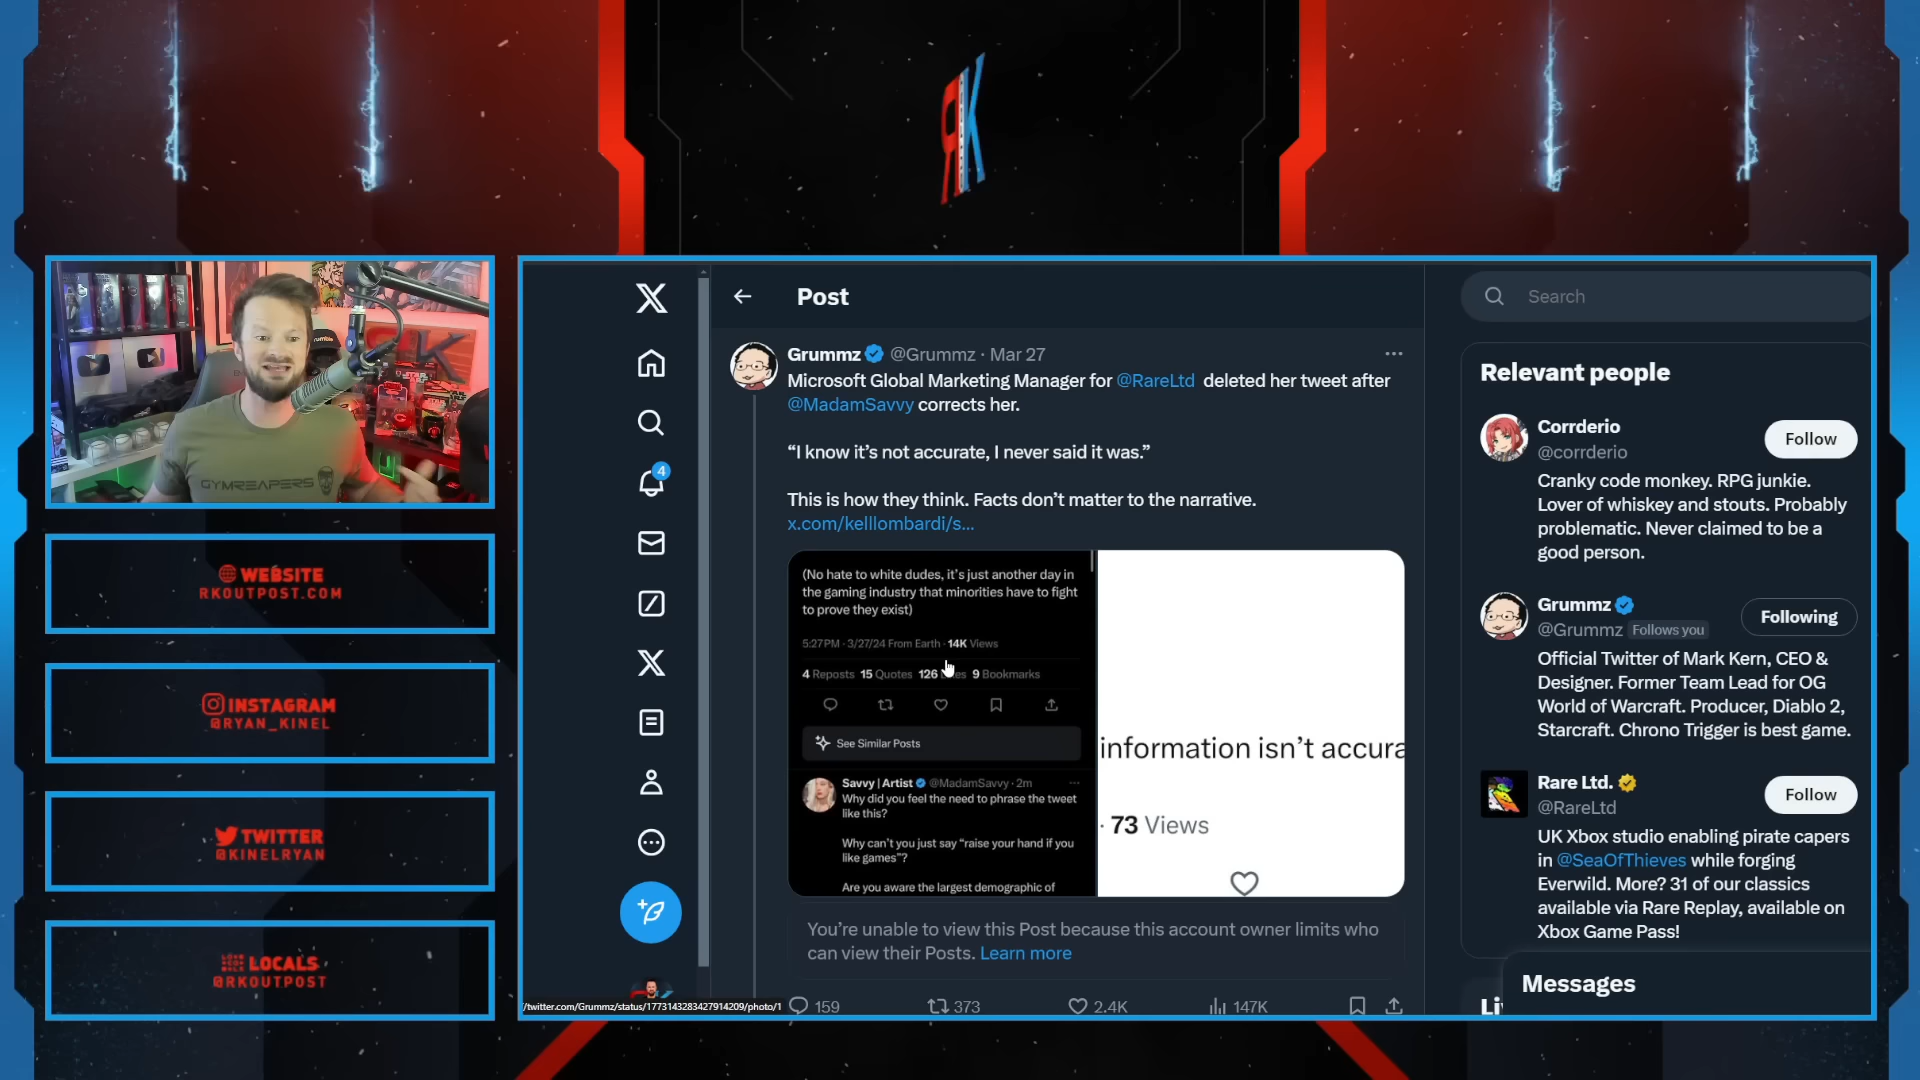 RK
GYMREAPERS
WEBSITE
RKOUTPOST.COM
INSTAGRAM
@RYAN_KINEL
TWITTER
@KINELRYAN
LOCALS
@RKOUTPOST
4
Post
Grummz @Grummz · Mar 27
Microsoft Global Marketing Manager for @RareLtd deleted her tweet after
@MadamSavvy corrects her.
“I know it’s not accurate, I never said it was.”
This is how they think. Facts don’t matter to the narrative.
x.com/kelllombardi/s...
(No hate to white dudes, it’s just another day in
the gaming industry that minorities have to fight
to prove they exist)
5:27PM · 3/27/24 From Earth · 14K Views
4 Reposts 15 Quotes 126 9 Bookmarks
See Similar Posts
Savvy | Artist @MadamSavvy · 2m
Why did you feel the need to phrase the tweet
like this?
Why can’t you just say “raise your hand if you
like games”?
Are you aware the largest demographic of
information isn’t accura
· 73 Views
You’re unable to view this Post because this account owner limits who
can view their Posts. Learn more
/twitter.com/Grummz/status/1773143283427914209/photo/1
159 373 2.4K 147K
Search
Relevant people
Corrderio
@corrderio
Follow
Cranky code monkey. RPG junkie.
Lover of whiskey and stouts. Probably
problematic. Never claimed to be a
good person.
Grummz
@Grummz Follows you
Following
Official Twitter of Mark Kern, CEO &
Designer. Former Team Lead for OG
World of Warcraft. Producer, Diablo 2,
Starcraft. Chrono Trigger is best game.
Rare Ltd.
@RareLtd
Follow
UK Xbox studio enabling pirate capers
in @SeaOfThieves while forging
Everwild. More? 31 of our classics
available via Rare Replay, available on
Xbox Game Pass!
Messages